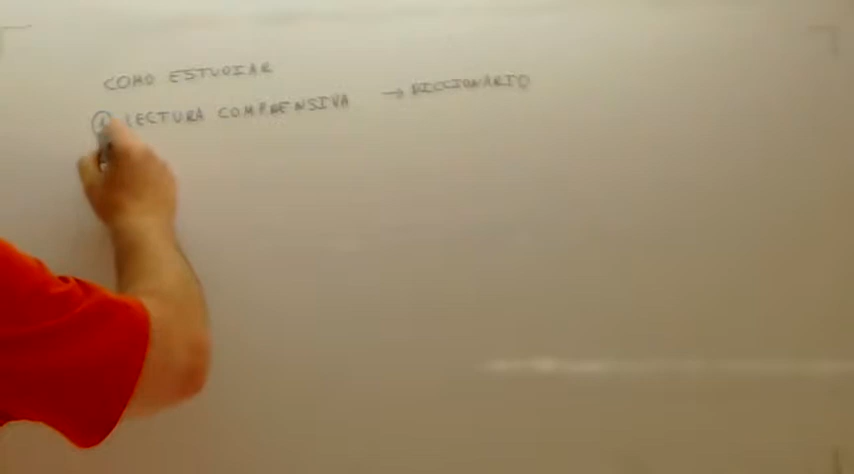 COMO ESTUDIAR
① LECTURA COMPRENSIVA → DICCIONARIO